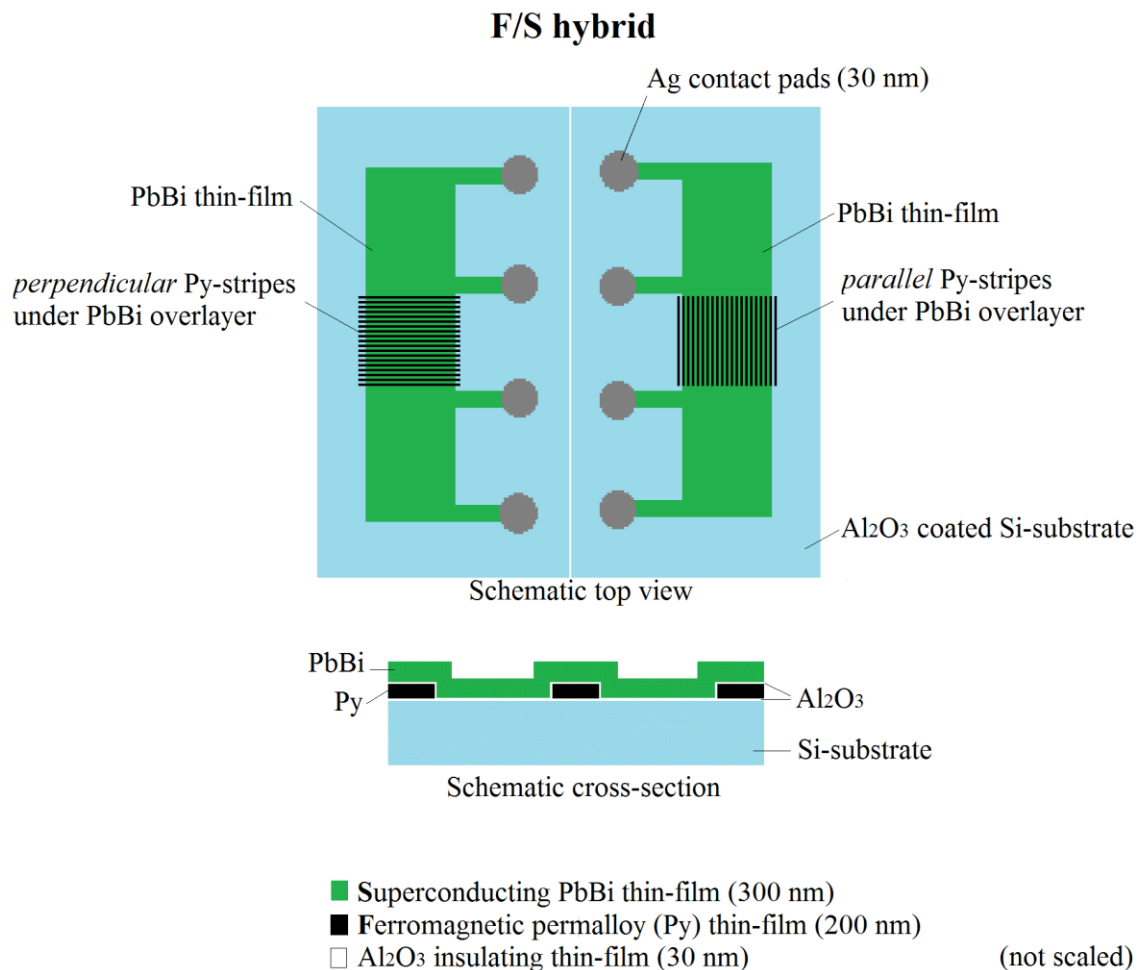 F/S hybrid
Ag contact pads (30 nm)
PbBi thin-film
PbBi thin-film
perpendicular Py-stripes
under PbBi overlayer
parallel Py-stripes
under PbBi overlayer
Al₂O₃ coated Si-substrate
Schematic top view
PbBi
Py
Al₂O₃
Si-substrate
Schematic cross-section
Superconducting PbBi thin-film (300 nm)
Ferromagnetic permalloy (Py) thin-film (200 nm)
Al₂O₃ insulating thin-film (30 nm) (not scaled)